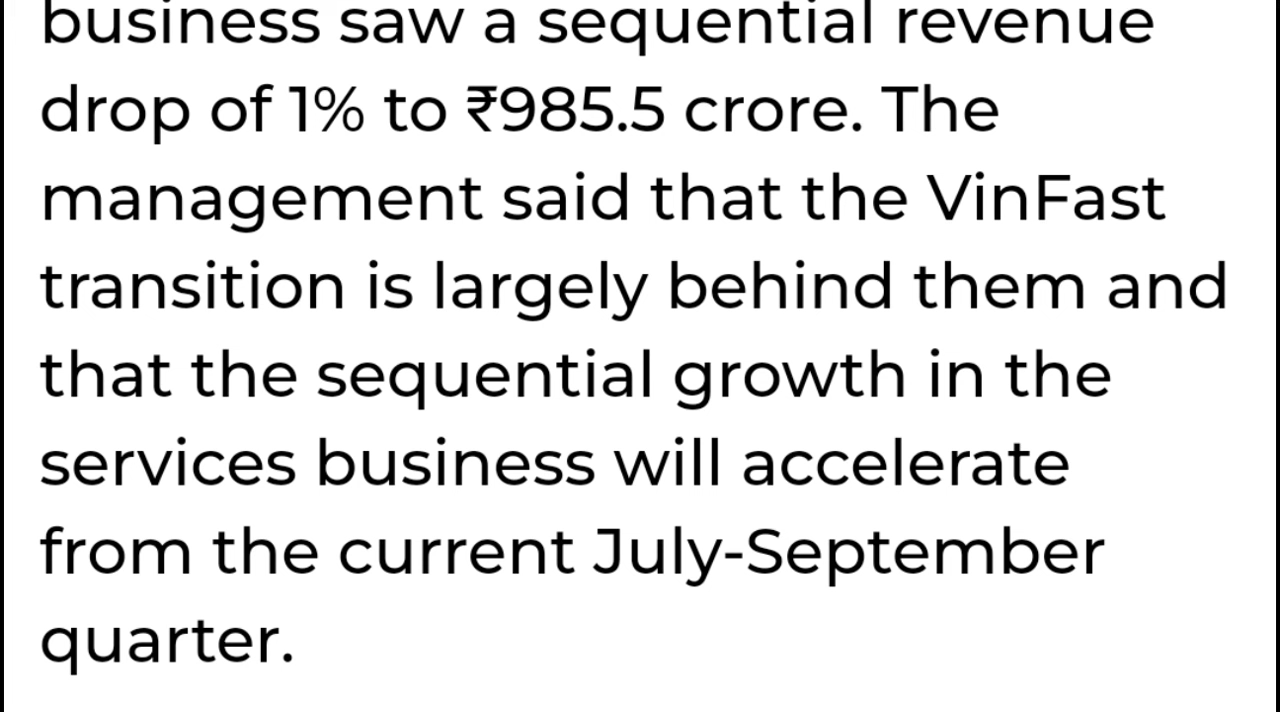 business saw a sequential revenue
drop of 1% to ₹985.5 crore. The
management said that the VinFast
transition is largely behind them and
that the sequential growth in the
services business will accelerate
from the current July-September
quarter.